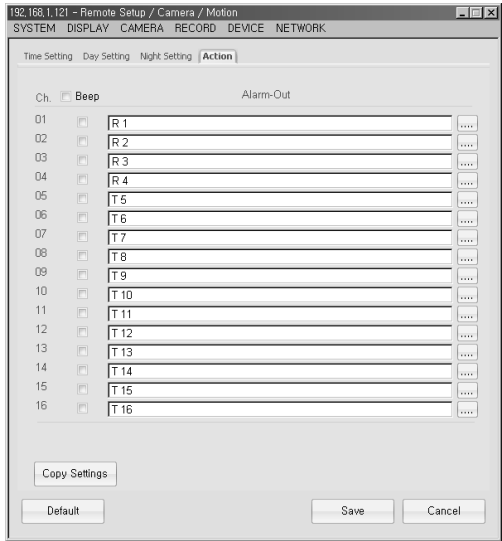 192,168,1,121 - Remote Setup / Camera / Motion
SYSTEM DISPLAY CAMERA RECORD DEVICE NETWORK
Time Setting Day Setting Night Setting Action
Ch. Beep Alarm-Out
01 R 1 ....
02 R 2 ....
03 R 3 ....
04 R 4 ....
05 T 5 ....
06 T 6 ....
07 T 7 ....
08 T 8 ....
09 T 9 ....
10 T 10 ....
11 T 11 ....
12 T 12 ....
13 T 13 ....
14 T 14 ....
15 T 15 ....
16 T 16 ....
Copy Settings
Default Save Cancel